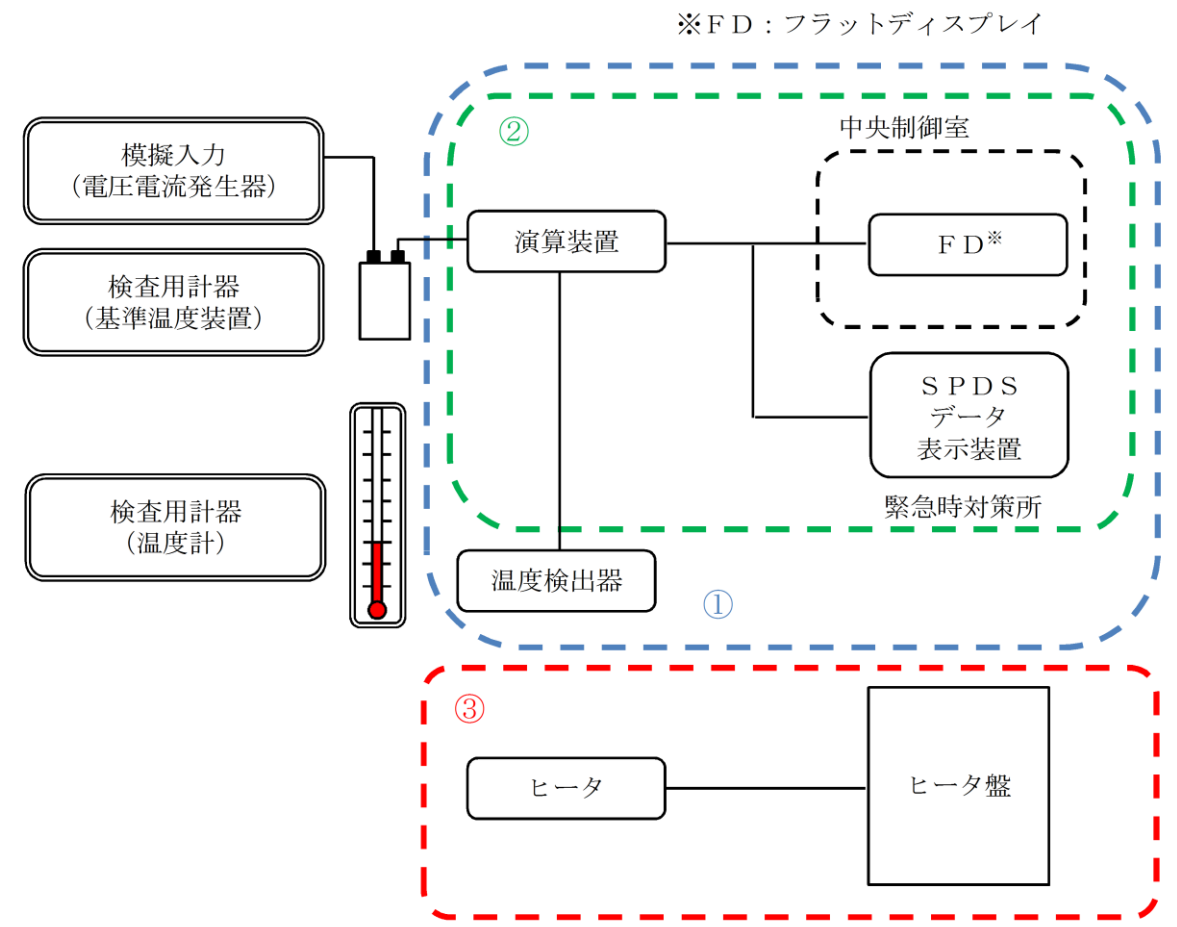 ※ＦＤ：フラットディスプレイ
②
中央制御室
模擬入力
（電圧電流発生器）
演算装置
ＦＤ※
検査用計器
（基準温度装置）
ＳＰＤＳ
データ
表示装置
緊急時対策所
検査用計器
（温度計）
温度検出器
①
③
ヒータ
ヒータ盤